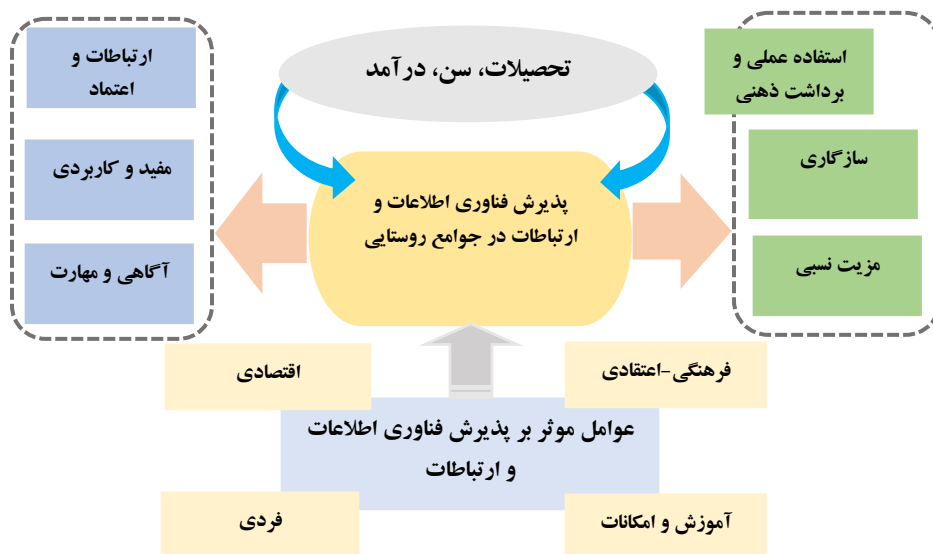 تحصیلات، سن، درآمد
استفاده عملی و
برداشت ذهنی
سازگاری
مزیت نسبی
پذیرش فناوری اطلاعات و
ارتباطات در جوامع روستایی
ارتباطات و
اعتماد
مفید و کاربردی
آگاهی و مهارت
فرهنگی-اعتقادی
اقتصادی
عوامل موثر بر پذیرش فناوری اطلاعات
و ارتباطات
آموزش و امکانات
فردی